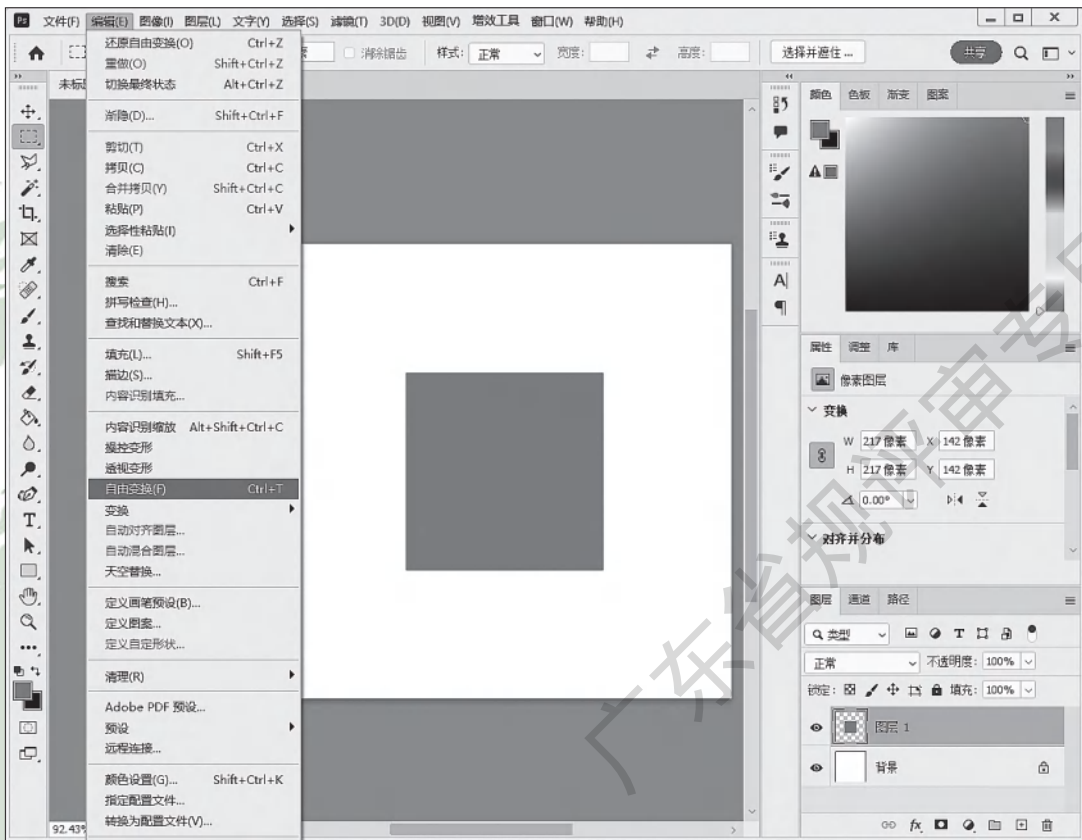 Ps 文件(F) 编辑(E) 图像(I) 图层(L) 文字(Y) 选择(S) 滤镜(T) 3D(D) 视图(V) 增效工具 窗口(W) 帮助(H)
消除锯齿 样式: 正常 宽度: 高度: 选择并遮住 ... 共享
未标题
还原自由变换(O) Ctrl+Z
重做(O) Shift+Ctrl+Z
切换最终状态 Alt+Ctrl+Z
渐隐(D)... Shift+Ctrl+F
剪切(T) Ctrl+X
拷贝(C) Ctrl+C
合并拷贝(Y) Shift+Ctrl+C
粘贴(P) Ctrl+V
选择性粘贴(I)
清除(E)
搜索 Ctrl+F
拼写检查(H)...
查找和替换文本(X)...
填充(L)... Shift+F5
描边(S)...
内容识别填充...
内容识别缩放 Alt+Shift+Ctrl+C
操控变形
透视变形
自由变换(F) Ctrl+T
变换
自动对齐图层...
自动混合图层...
天空替换...
定义画笔预设(B)...
定义图案...
定义自定形状...
清理(R)
Adobe PDF 预设...
预设
远程连接...
颜色设置(G)... Shift+Ctrl+K
指定配置文件...
转换为配置文件(V)...
92.43%
颜色 色板 渐变 图案
属性 调整 库
像素图层
变换
W 217 像素 X 142 像素
H 217 像素 Y 142 像素
0.00°
对齐并分布
图层 通道 路径
类型
正常 不透明度: 100%
锁定: 填充: 100%
图层 1
背景
fx
广东省规评审专